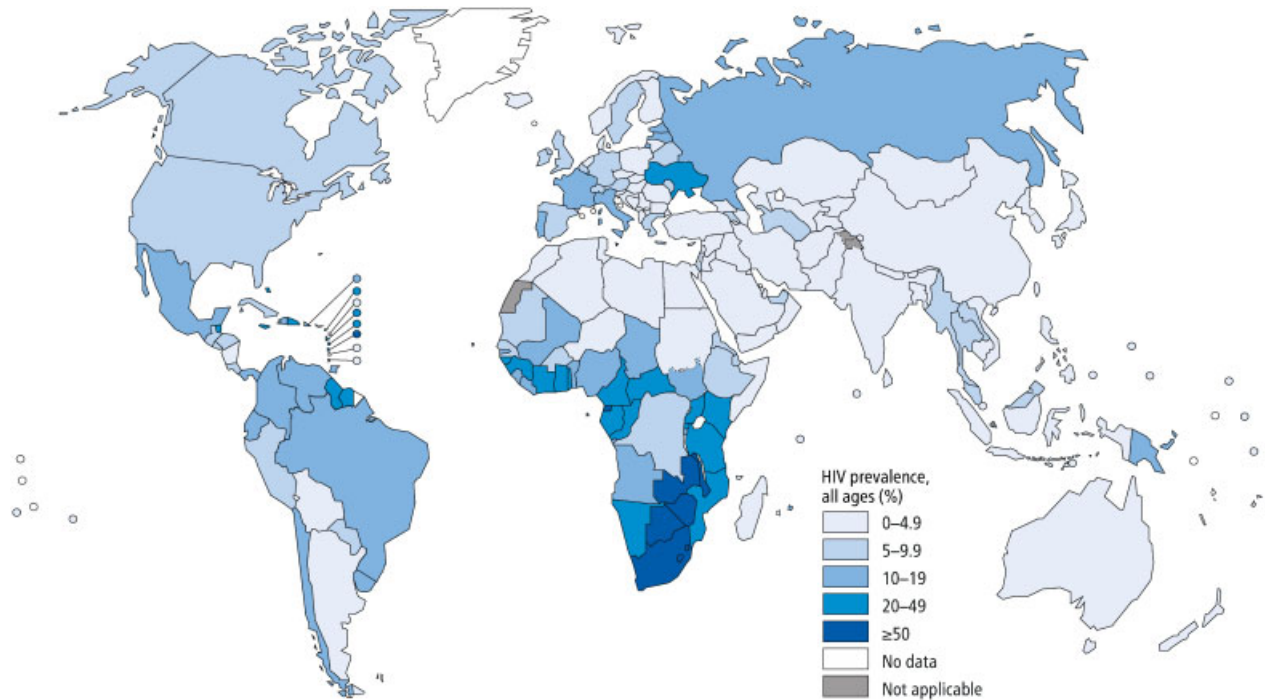 HIV prevalence,
all ages (%)
0–4.9
5–9.9
10–19
20–49
≥50
No data
Not applicable